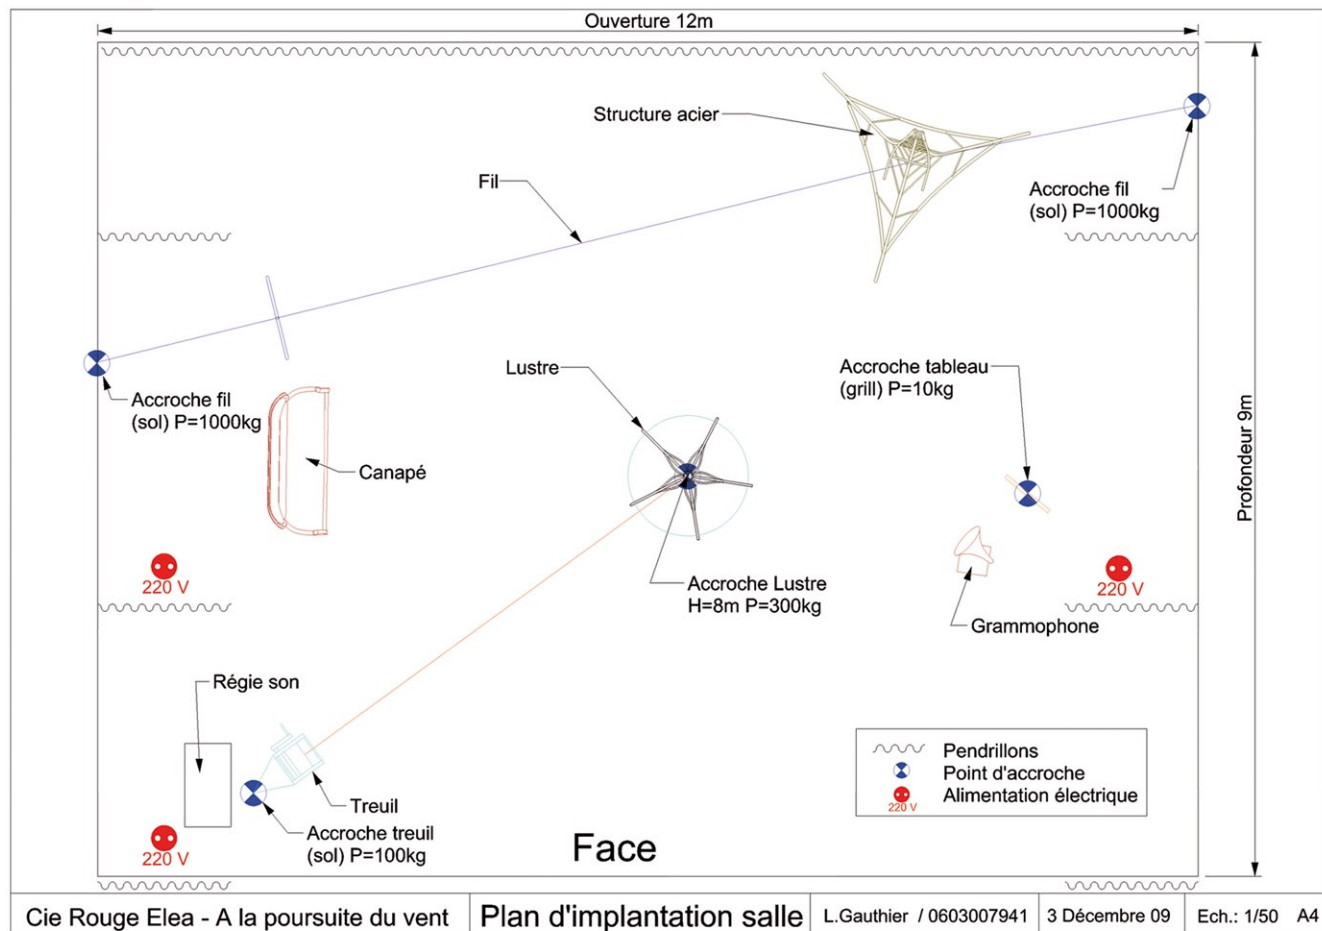 Ouverture 12m
Structure acier
Fil
Accroche fil
(sol) P=1000kg
Lustre
Accroche tableau
(grill) P=10kg
Accroche fil
(sol) P=1000kg
Canapé
Profondeur 9m
220 V
Accroche Lustre
H=8m P=300kg
220 V
Grammophone
Régie son
Treuil
Accroche treuil
(sol) P=100kg
220 V
Face
Pendrillons
Point d'accroche
Alimentation électrique
220 V
Cie Rouge Elea - A la poursuite du vent
Plan d'implantation salle
L.Gauthier / 0603007941
3 Décembre 09
Ech.: 1/50 A4